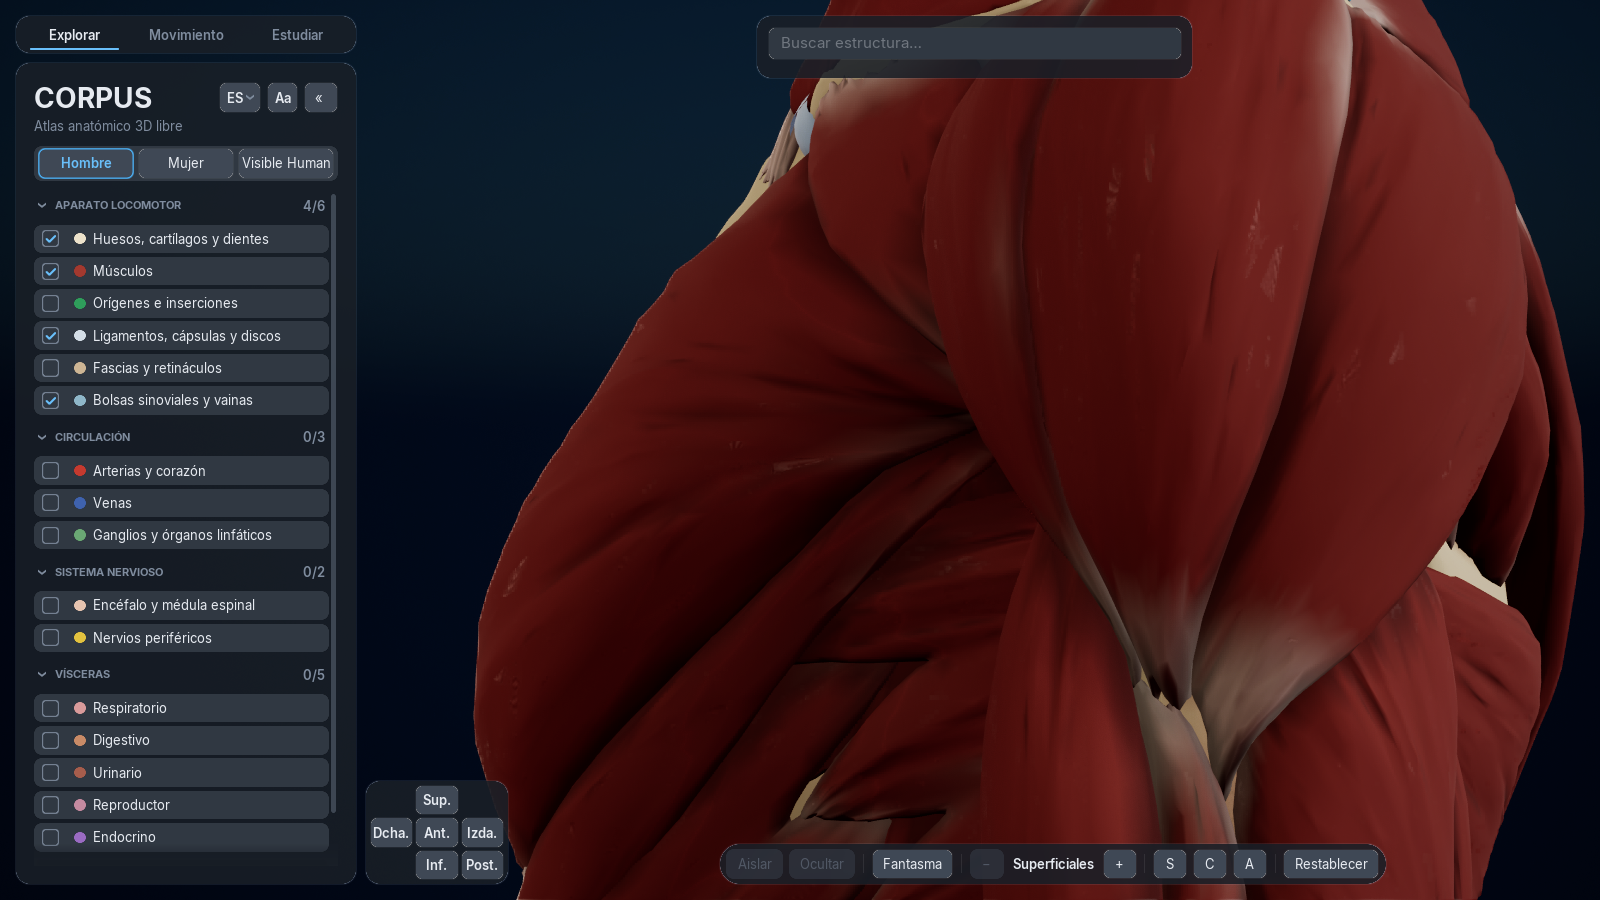 Explorar Movimiento Estudiar
Buscar estructura...
CORPUS ES Aa «
Atlas anatómico 3D libre
Hombre Mujer Visible Human
APARATO LOCOMOTOR 4/6
Huesos, cartílagos y dientes
Músculos
Orígenes e inserciones
Ligamentos, cápsulas y discos
Fascias y retináculos
Bolsas sinoviales y vainas
CIRCULACIÓN 0/3
Arterias y corazón
Venas
Ganglios y órganos linfáticos
SISTEMA NERVIOSO 0/2
Encéfalo y médula espinal
Nervios periféricos
VÍSCERAS 0/5
Respiratorio
Digestivo
Urinario
Reproductor
Endocrino
Sup.
Dcha. Ant. Izda.
Inf. Post.
Aislar Ocultar Fantasma − Superficiales + S C A Restablecer